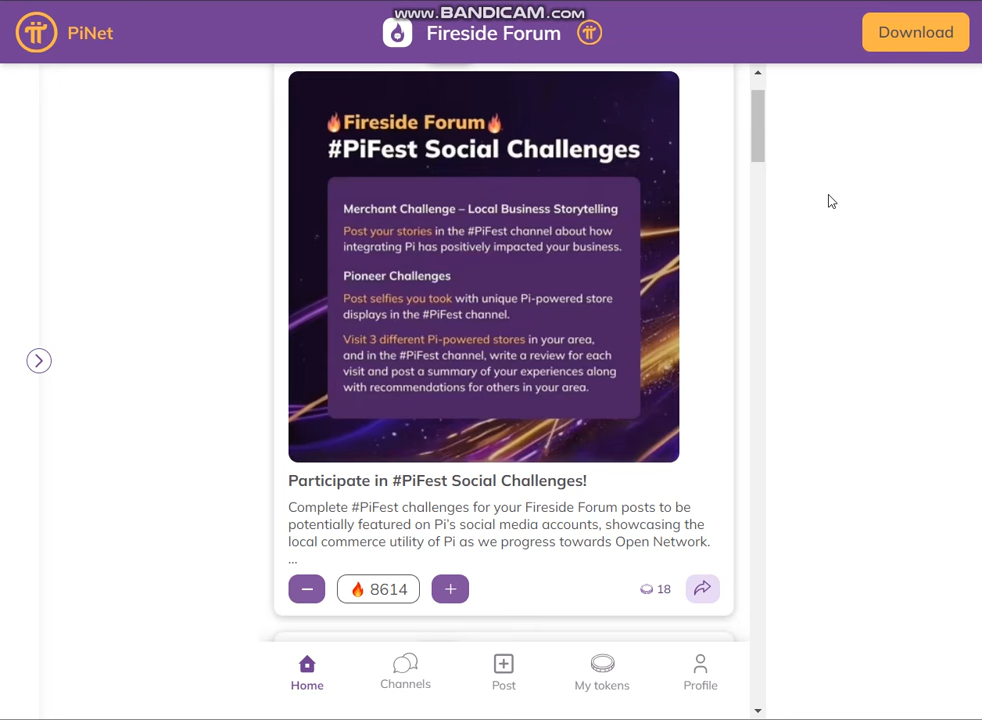 www.BANDICAM.com
PiNet
Fireside Forum
Download
Fireside Forum
#PiFest Social Challenges
Merchant Challenge – Local Business Storytelling
Post your stories in the #PiFest channel about how
integrating Pi has positively impacted your business.
Pioneer Challenges
Post selfies you took with unique Pi-powered store
displays in the #PiFest channel.
Visit 3 different Pi-powered stores in your area,
and in the #PiFest channel, write a review for each
visit and post a summary of your experiences along
with recommendations for others in your area.
Participate in #PiFest Social Challenges!
Complete #PiFest challenges for your Fireside Forum posts to be
potentially featured on Pi’s social media accounts, showcasing the
local commerce utility of Pi as we progress towards Open Network.
...
− 8614 + 18
Home Channels Post My tokens Profile